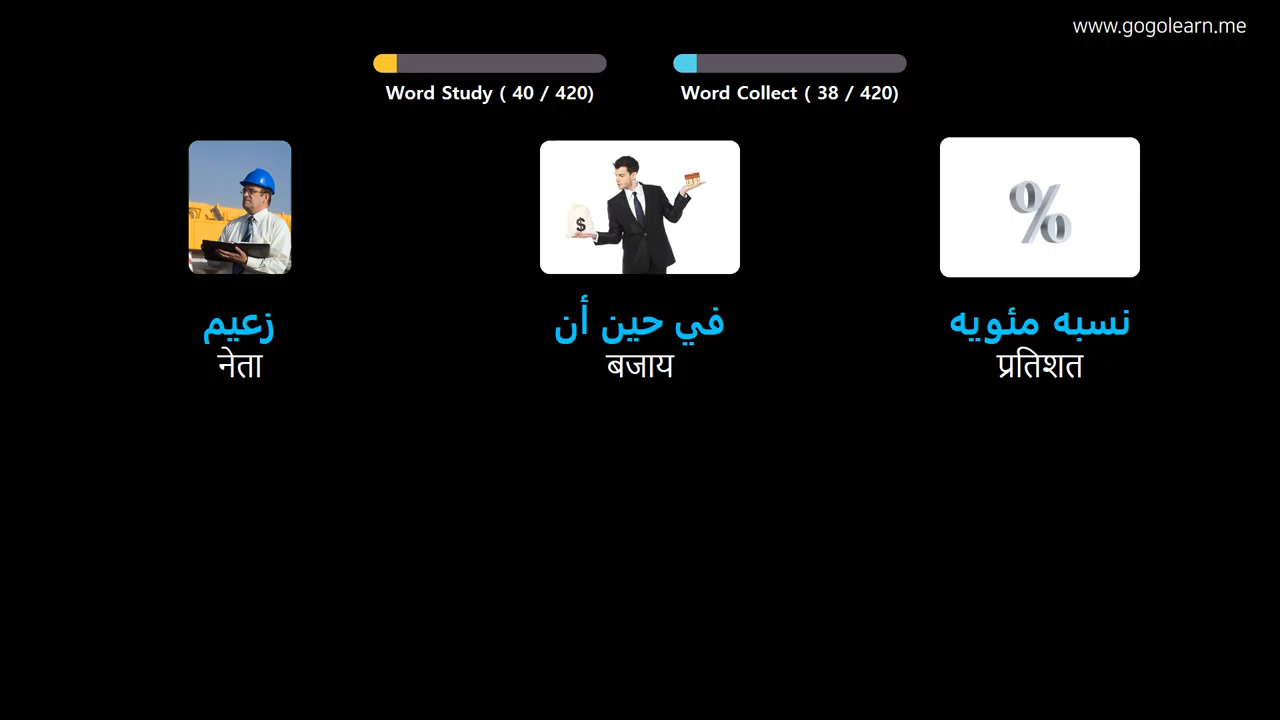 www.gogolearn.me
Word Study ( 40 / 420)
Word Collect ( 38 / 420)
$
%
زعيم
नेता
في حين أن
बजाय
نسبه مئويه
प्रतिशत